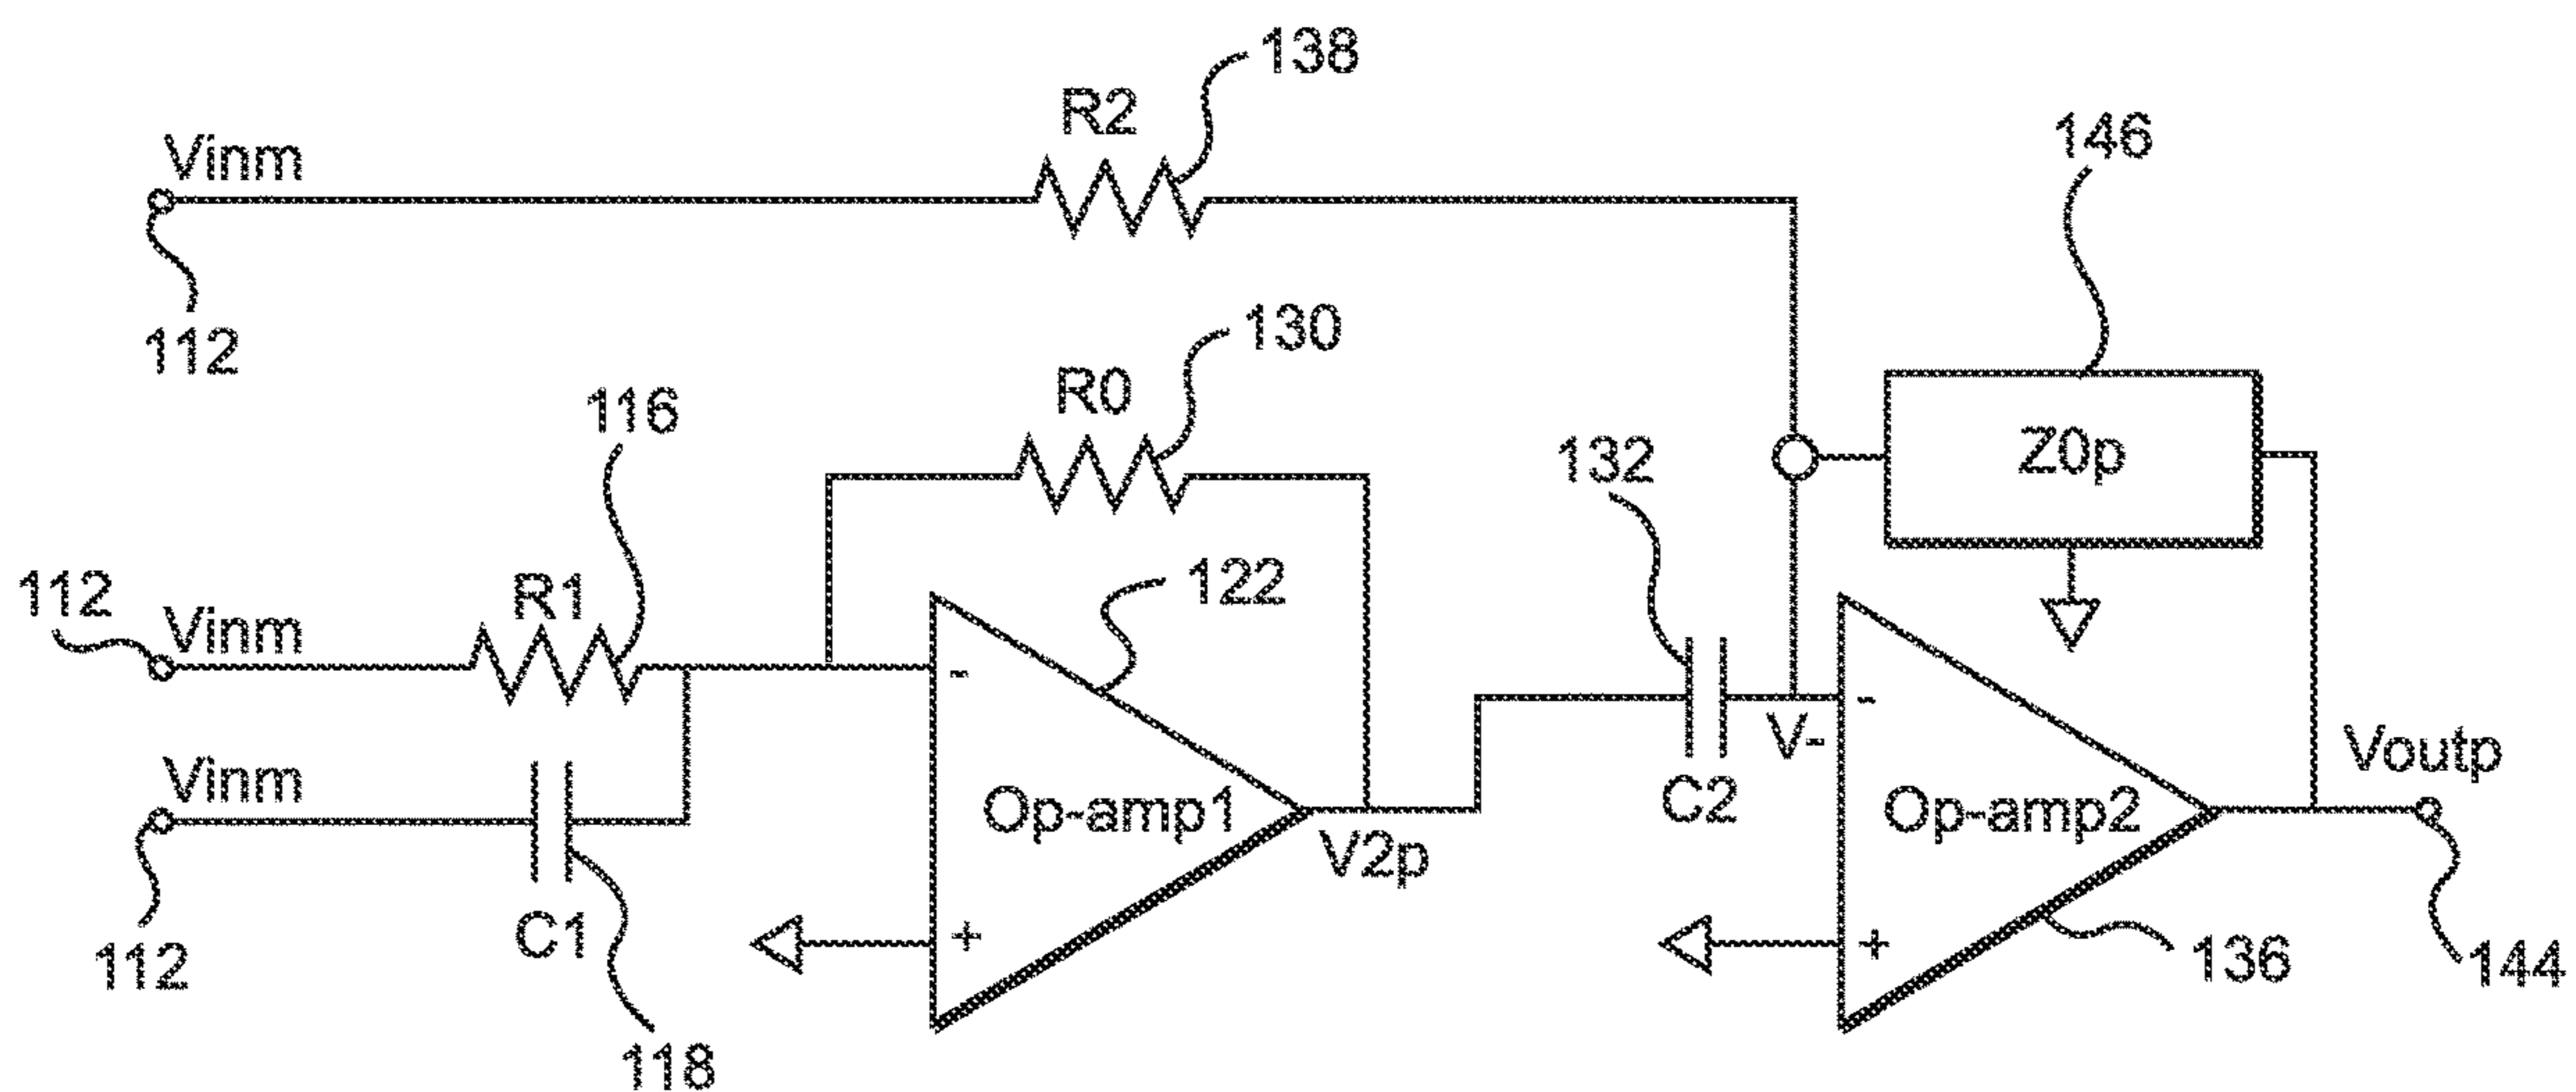 138
R2
Vinm
146
112
130
R0
116
132
Z0p
112
Vinm
R1
122
-
-
V-
Vinm
C1
Op-amp1
V2p
C2
Op-amp2
Voutp
+
+
112
118
136
144